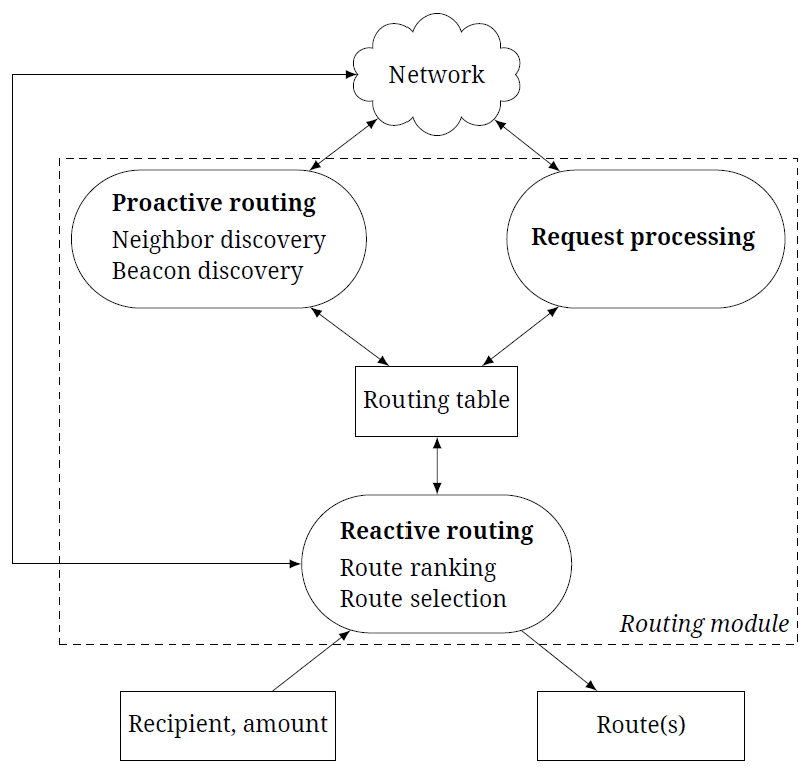 Network
Proactive routing
Neighbor discovery
Beacon discovery
Request processing
Routing table
Reactive routing
Route ranking
Route selection
Routing module
Recipient, amount
Route(s)